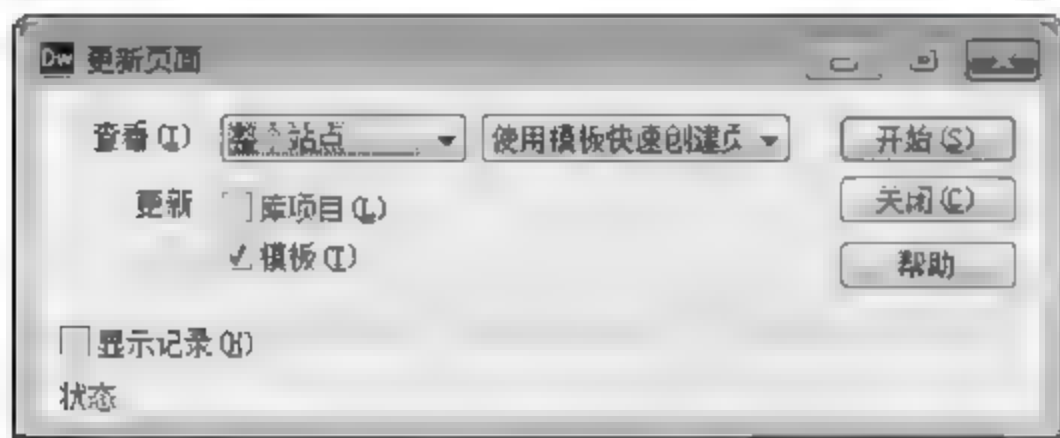 Dw 更新页面
查看(I) 整个站点 使用模板快速创建页 开始(S)
更新 库项目(L) 关闭(C)
模板(T) 帮助
显示记录(H)
状态